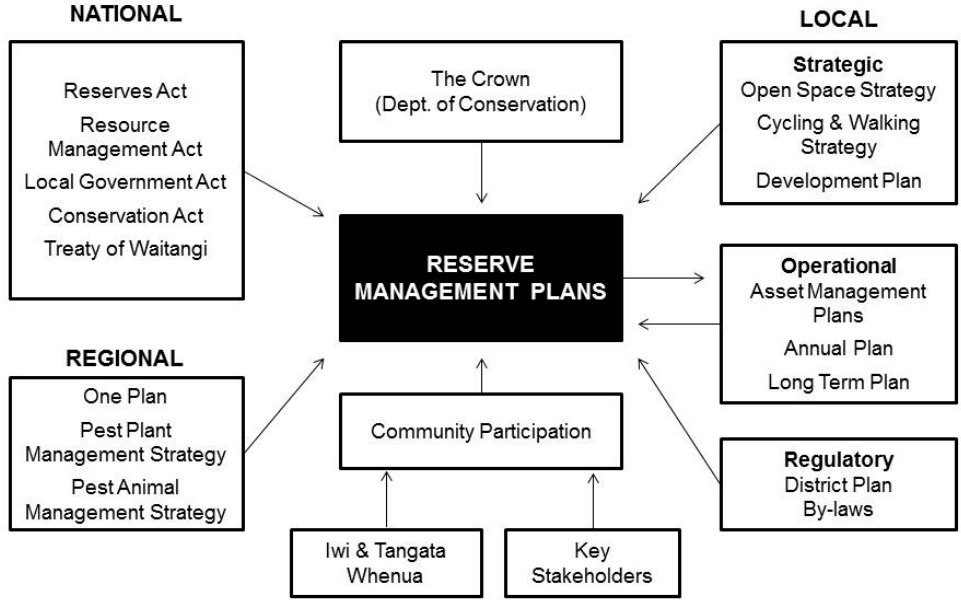 NATIONAL
Reserves Act
Resource
Management Act
Local Government Act
Conservation Act
Treaty of Waitangi
REGIONAL
One Plan
Pest Plant
Management Strategy
Pest Animal
Management Strategy
The Crown
(Dept. of Conservation)
RESERVE
MANAGEMENT PLANS
Community Participation
Iwi & Tangata
Whenua
Key
Stakeholders
LOCAL
Strategic
Open Space Strategy
Cycling & Walking
Strategy
Development Plan
Operational
Asset Management
Plans
Annual Plan
Long Term Plan
Regulatory
District Plan
By-laws